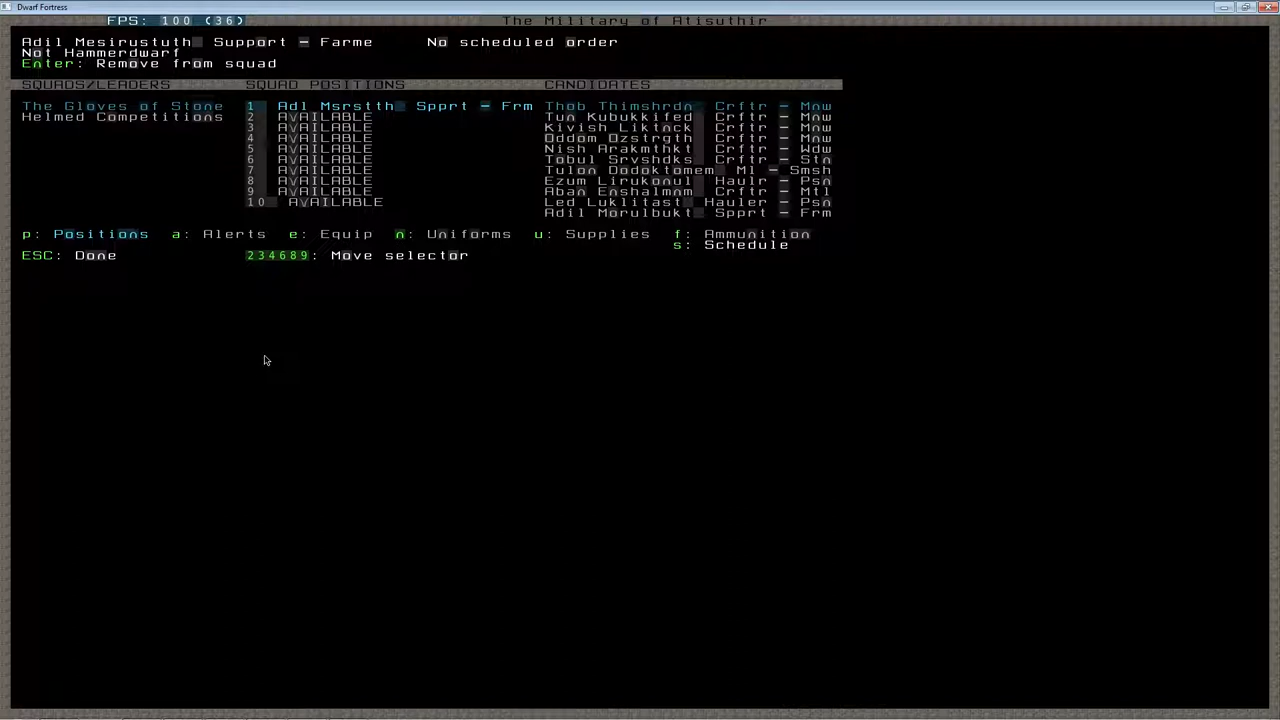 Dwarf Fortress
FPS: 100 (36) The Military of Atisuthir
Adil Mesirustuth Support - Farme No scheduled order
Not Hammerdwarf
Enter: Remove from squad
SQUADS/LEADERS SQUAD POSITIONS CANDIDATES
The Gloves of Stone 1 Adl Msrstth Spprt - Frm Thob Thimshrdn Crftr - Mnw
Helmed Competitions 2 AVAILABLE Tun Kubukkifed Crftr - Mnw
3 AVAILABLE Kivish Liktnck Crftr - Mnw
4 AVAILABLE Oddom Ozstrgth Crftr - Mnw
5 AVAILABLE Nish Arakmthkt Crftr - Wdw
6 AVAILABLE Tobul Srvshdks Crftr - Stn
7 AVAILABLE Tulon Dodoktomem Ml - Smsh
8 AVAILABLE Ezum Lirukonul Haulr - Psn
9 AVAILABLE Aban Enshalmnm Crftr - Mtl
10 AVAILABLE Led Luklitast Hauler - Psn
Adil Morulbukt Spprt - Frm
p: Positions a: Alerts e: Equip n: Uniforms u: Supplies f: Ammunition
s: Schedule
ESC: Done 234689: Move selector